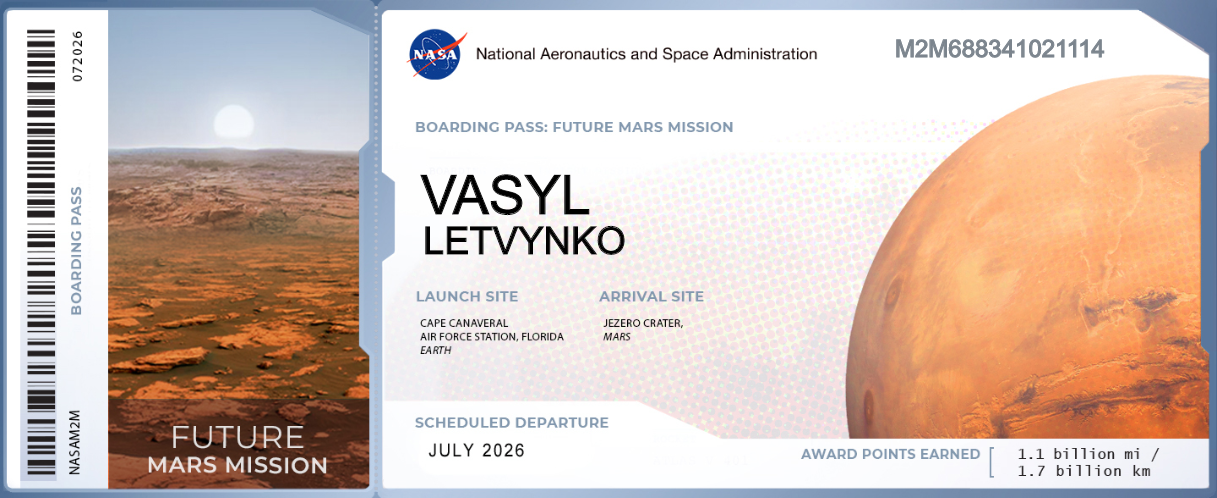 072026
BOARDING PASS
NASAM2M
FUTURE
MARS MISSION
NASA
National Aeronautics and Space Administration
M2M688341021114
BOARDING PASS: FUTURE MARS MISSION
VASYL
LETVYNKO
LAUNCH SITE
CAPE CANAVERAL
AIR FORCE STATION, FLORIDA
EARTH
ARRIVAL SITE
JEZERO CRATER,
MARS
SCHEDULED DEPARTURE
JULY 2026
AWARD POINTS EARNED
1.1 billion mi /
1.7 billion km